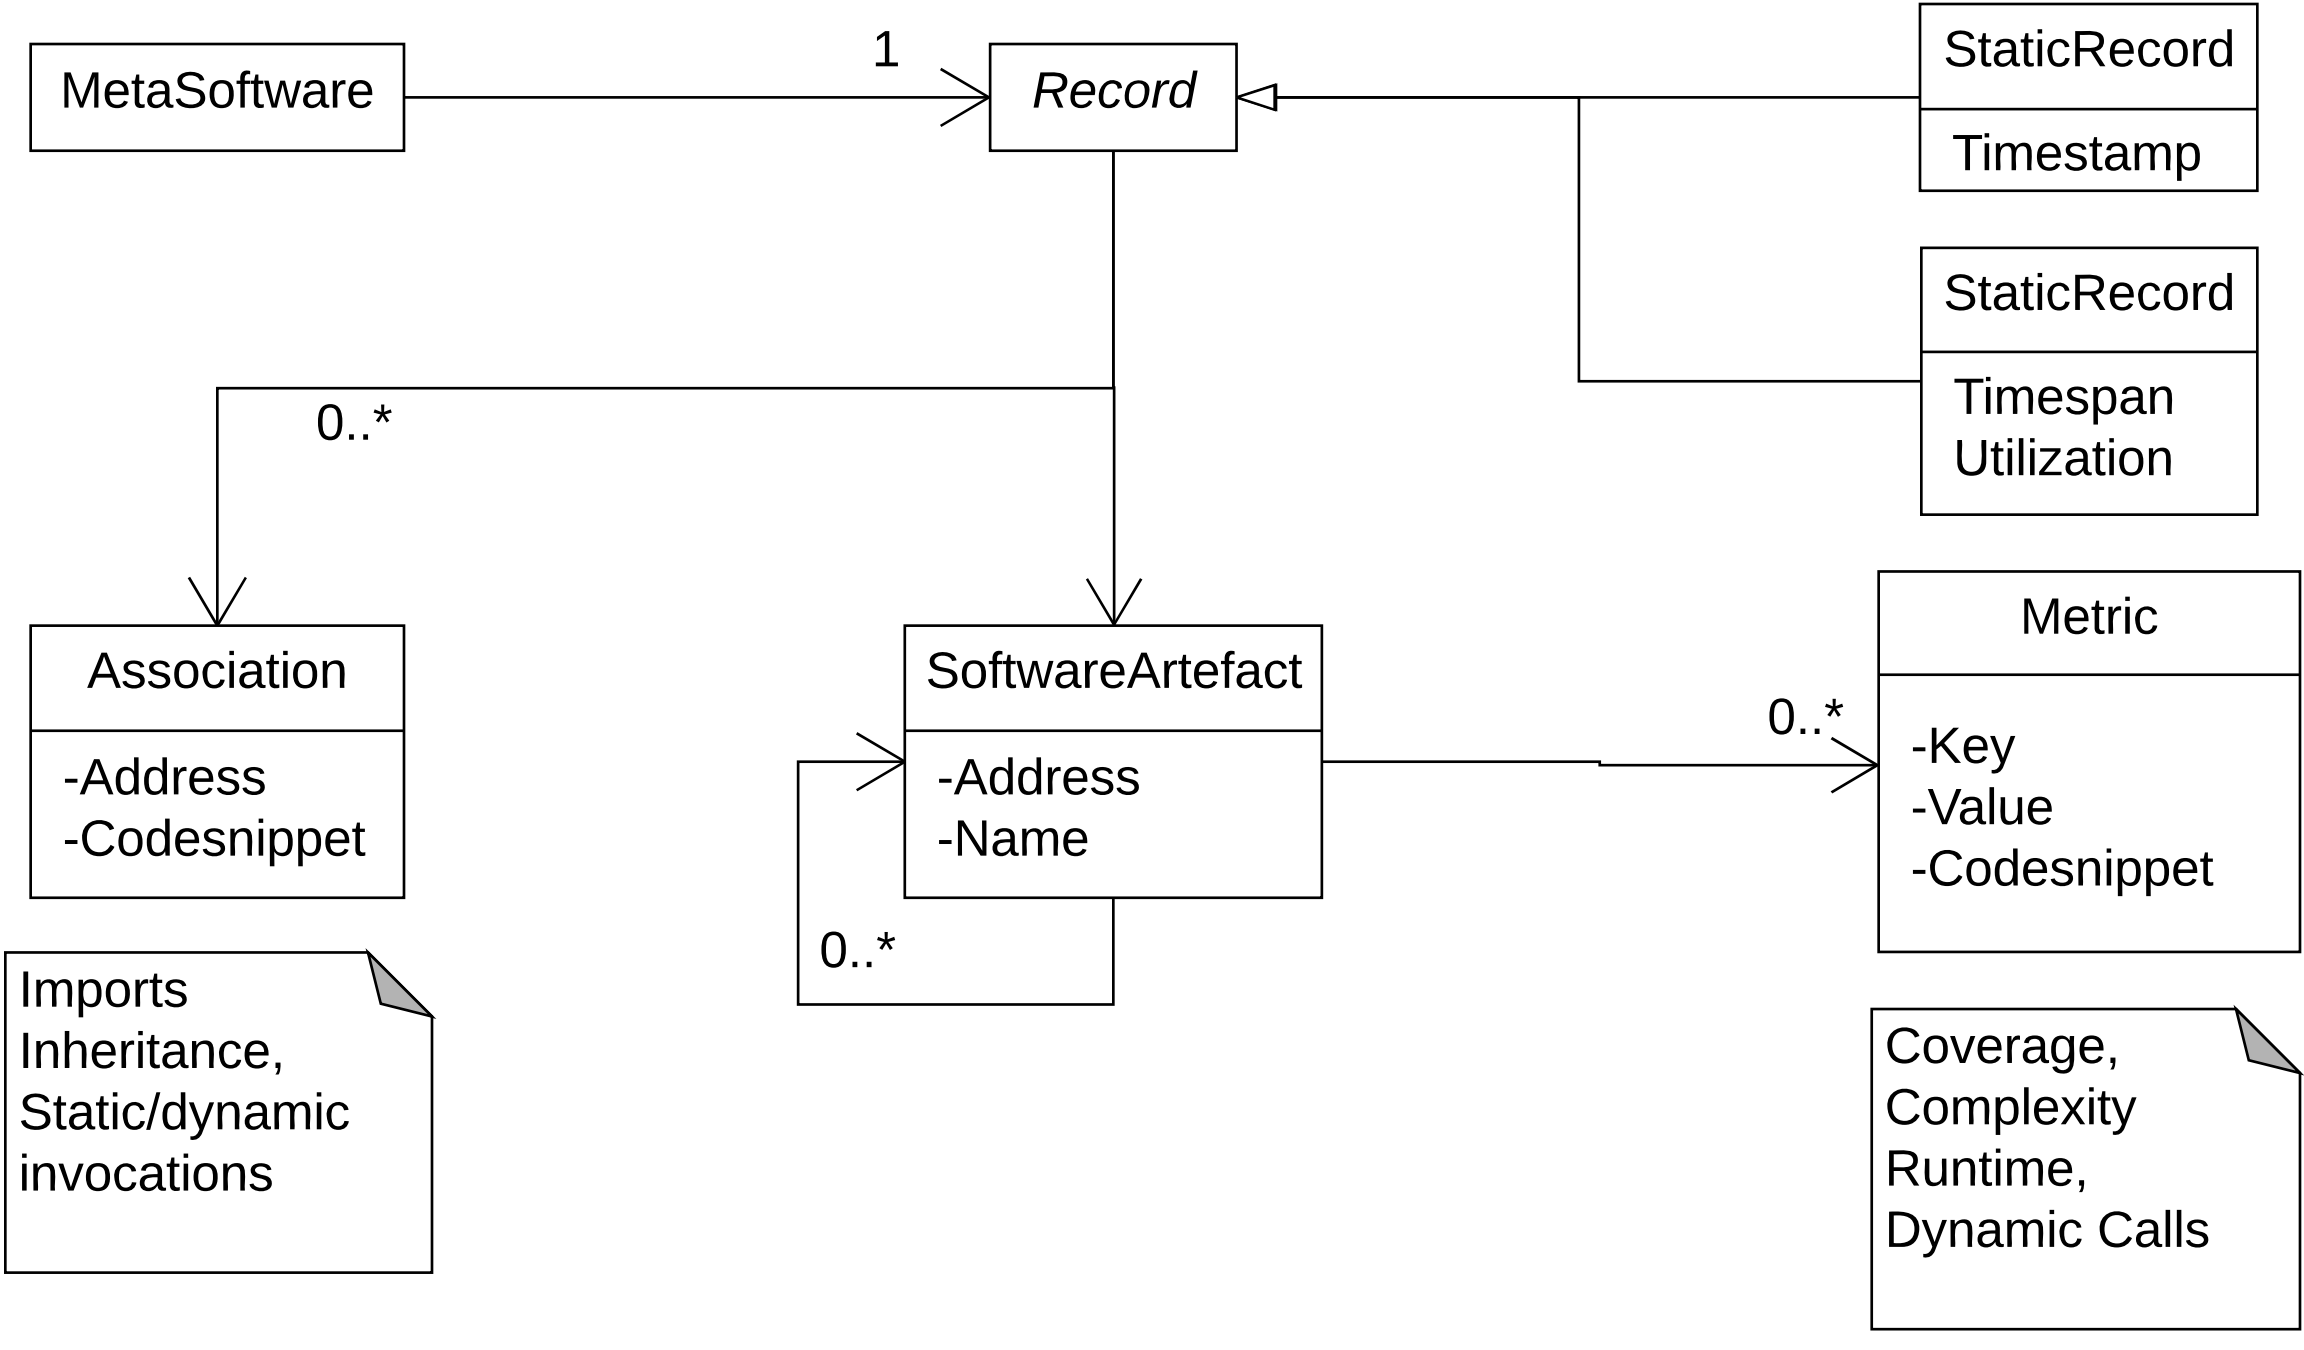 MetaSoftware
1
Record
StaticRecord
Timestamp
StaticRecord
Timespan
Utilization
0..*
Association
-Address
-Codesnippet
SoftwareArtefact
-Address
-Name
0..*
0..*
Metric
-Key
-Value
-Codesnippet
Imports
Inheritance,
Static/dynamic
invocations
Coverage,
Complexity
Runtime,
Dynamic Calls